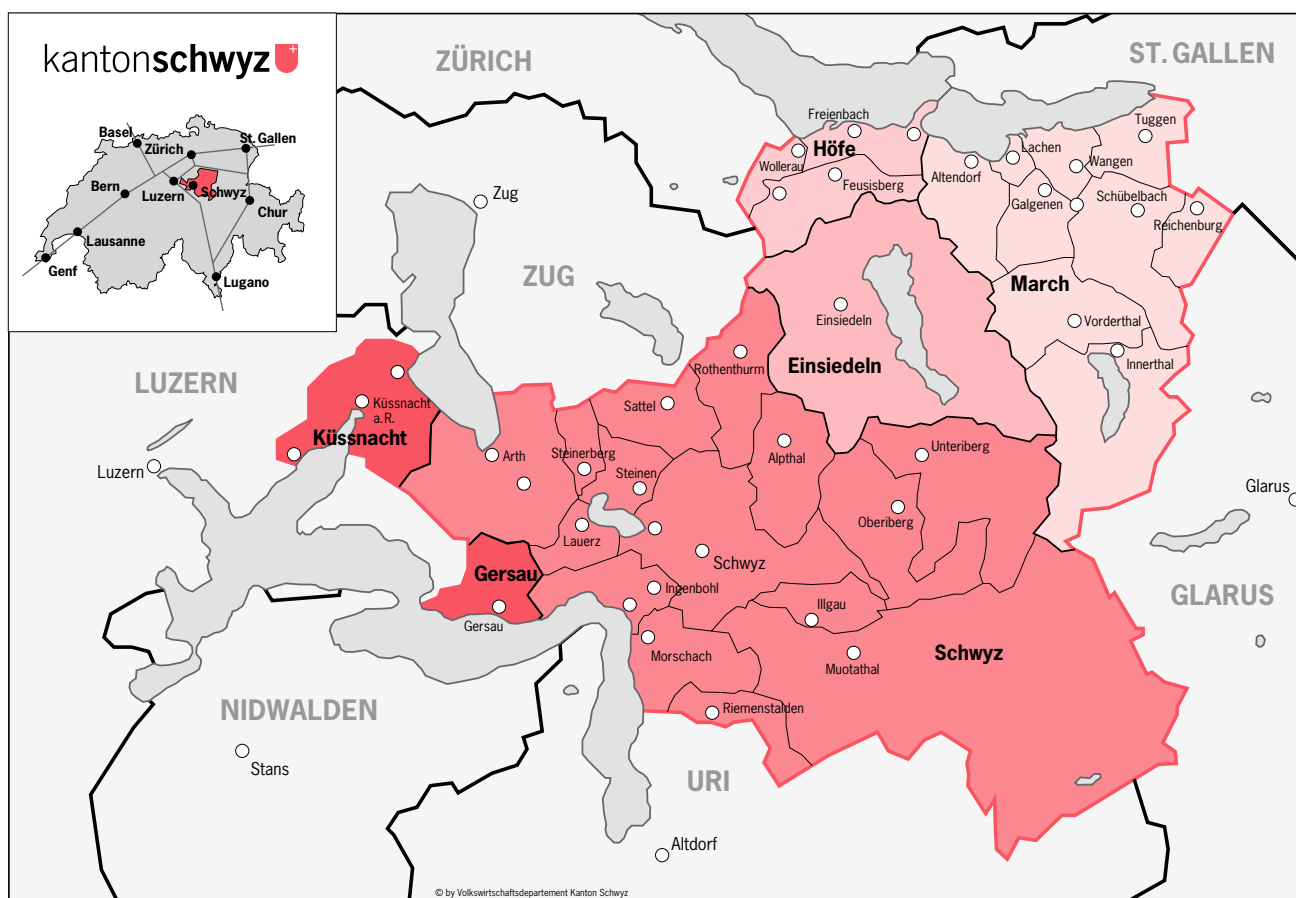 kantonschwyz
Basel
Zürich
St. Gallen
Bern
Luzern
Schwyz
Chur
Lausanne
Genf
Lugano
ZÜRICH
ST. GALLEN
Freienbach
Höfe
Wollerau
Feusisberg
Tuggen
Lachen
Wangen
Altendorf
Galgenen
Schübelbach
Reichenburg
March
Vorderthal
Innerthal
Zug
ZUG
Einsiedeln
Einsiedeln
LUZERN
Küssnacht
a.R.
Küssnacht
Luzern
Rothenthurm
Sattel
Arth
Steinerberg
Steinen
Alpthal
Unteriberg
Oberiberg
Lauerz
Schwyz
Glarus
GLARUS
Gersau
Gersau
Ingenbohl
Illgau
Morschach
Muotathal
Schwyz
Riemenstalden
NIDWALDEN
Stans
URI
Altdorf
© by Volkswirtschaftsdepartement Kanton Schwyz